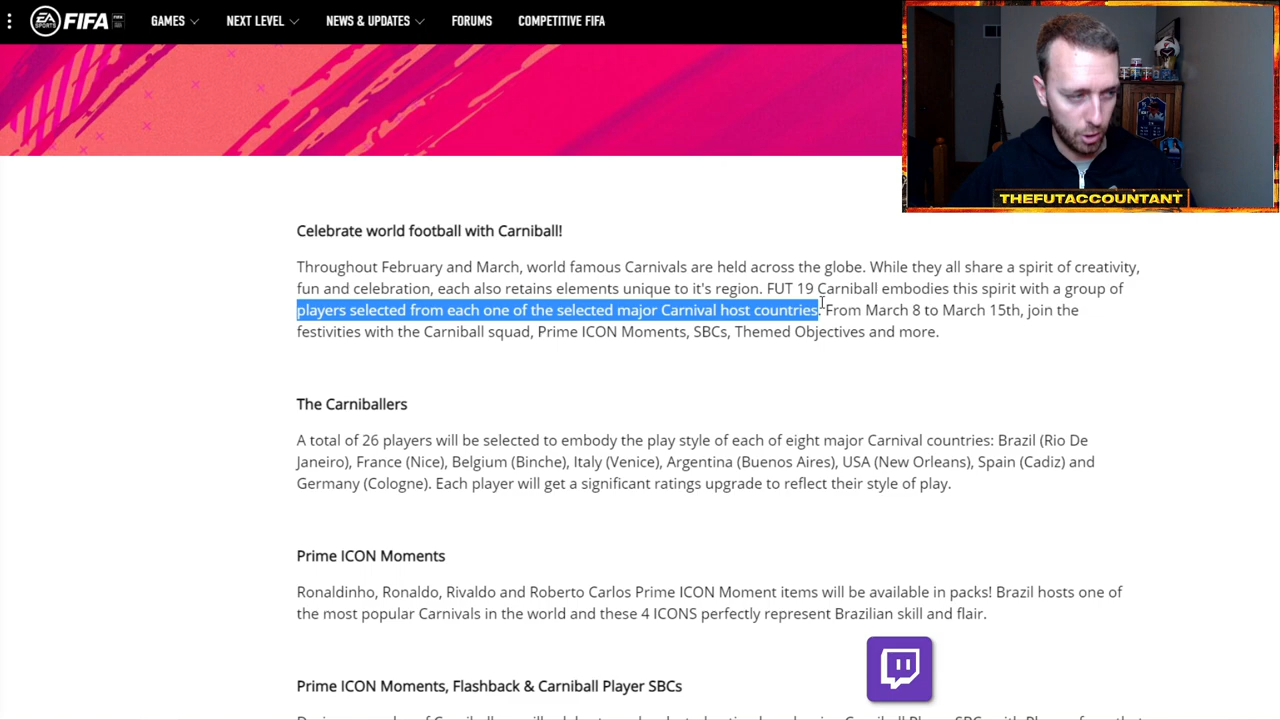 EA SPORTS FIFA GAMES NEXT LEVEL NEWS & UPDATES FORUMS COMPETITIVE FIFA
THEFUTACCOUNTANT
Celebrate world football with Carniball!
Throughout February and March, world famous Carnivals are held across the globe. While they all share a spirit of creativity,
fun and celebration, each also retains elements unique to it's region. FUT 19 Carniball embodies this spirit with a group of
players selected from each one of the selected major Carnival host countries. From March 8 to March 15th, join the
festivities with the Carniball squad, Prime ICON Moments, SBCs, Themed Objectives and more.
The Carniballers
A total of 26 players will be selected to embody the play style of each of eight major Carnival countries: Brazil (Rio De
Janeiro), France (Nice), Belgium (Binche), Italy (Venice), Argentina (Buenos Aires), USA (New Orleans), Spain (Cadiz) and
Germany (Cologne). Each player will get a significant ratings upgrade to reflect their style of play.
Prime ICON Moments
Ronaldinho, Ronaldo, Rivaldo and Roberto Carlos Prime ICON Moment items will be available in packs! Brazil hosts one of
the most popular Carnivals in the world and these 4 ICONS perfectly represent Brazilian skill and flair.
Prime ICON Moments, Flashback & Carniball Player SBCs